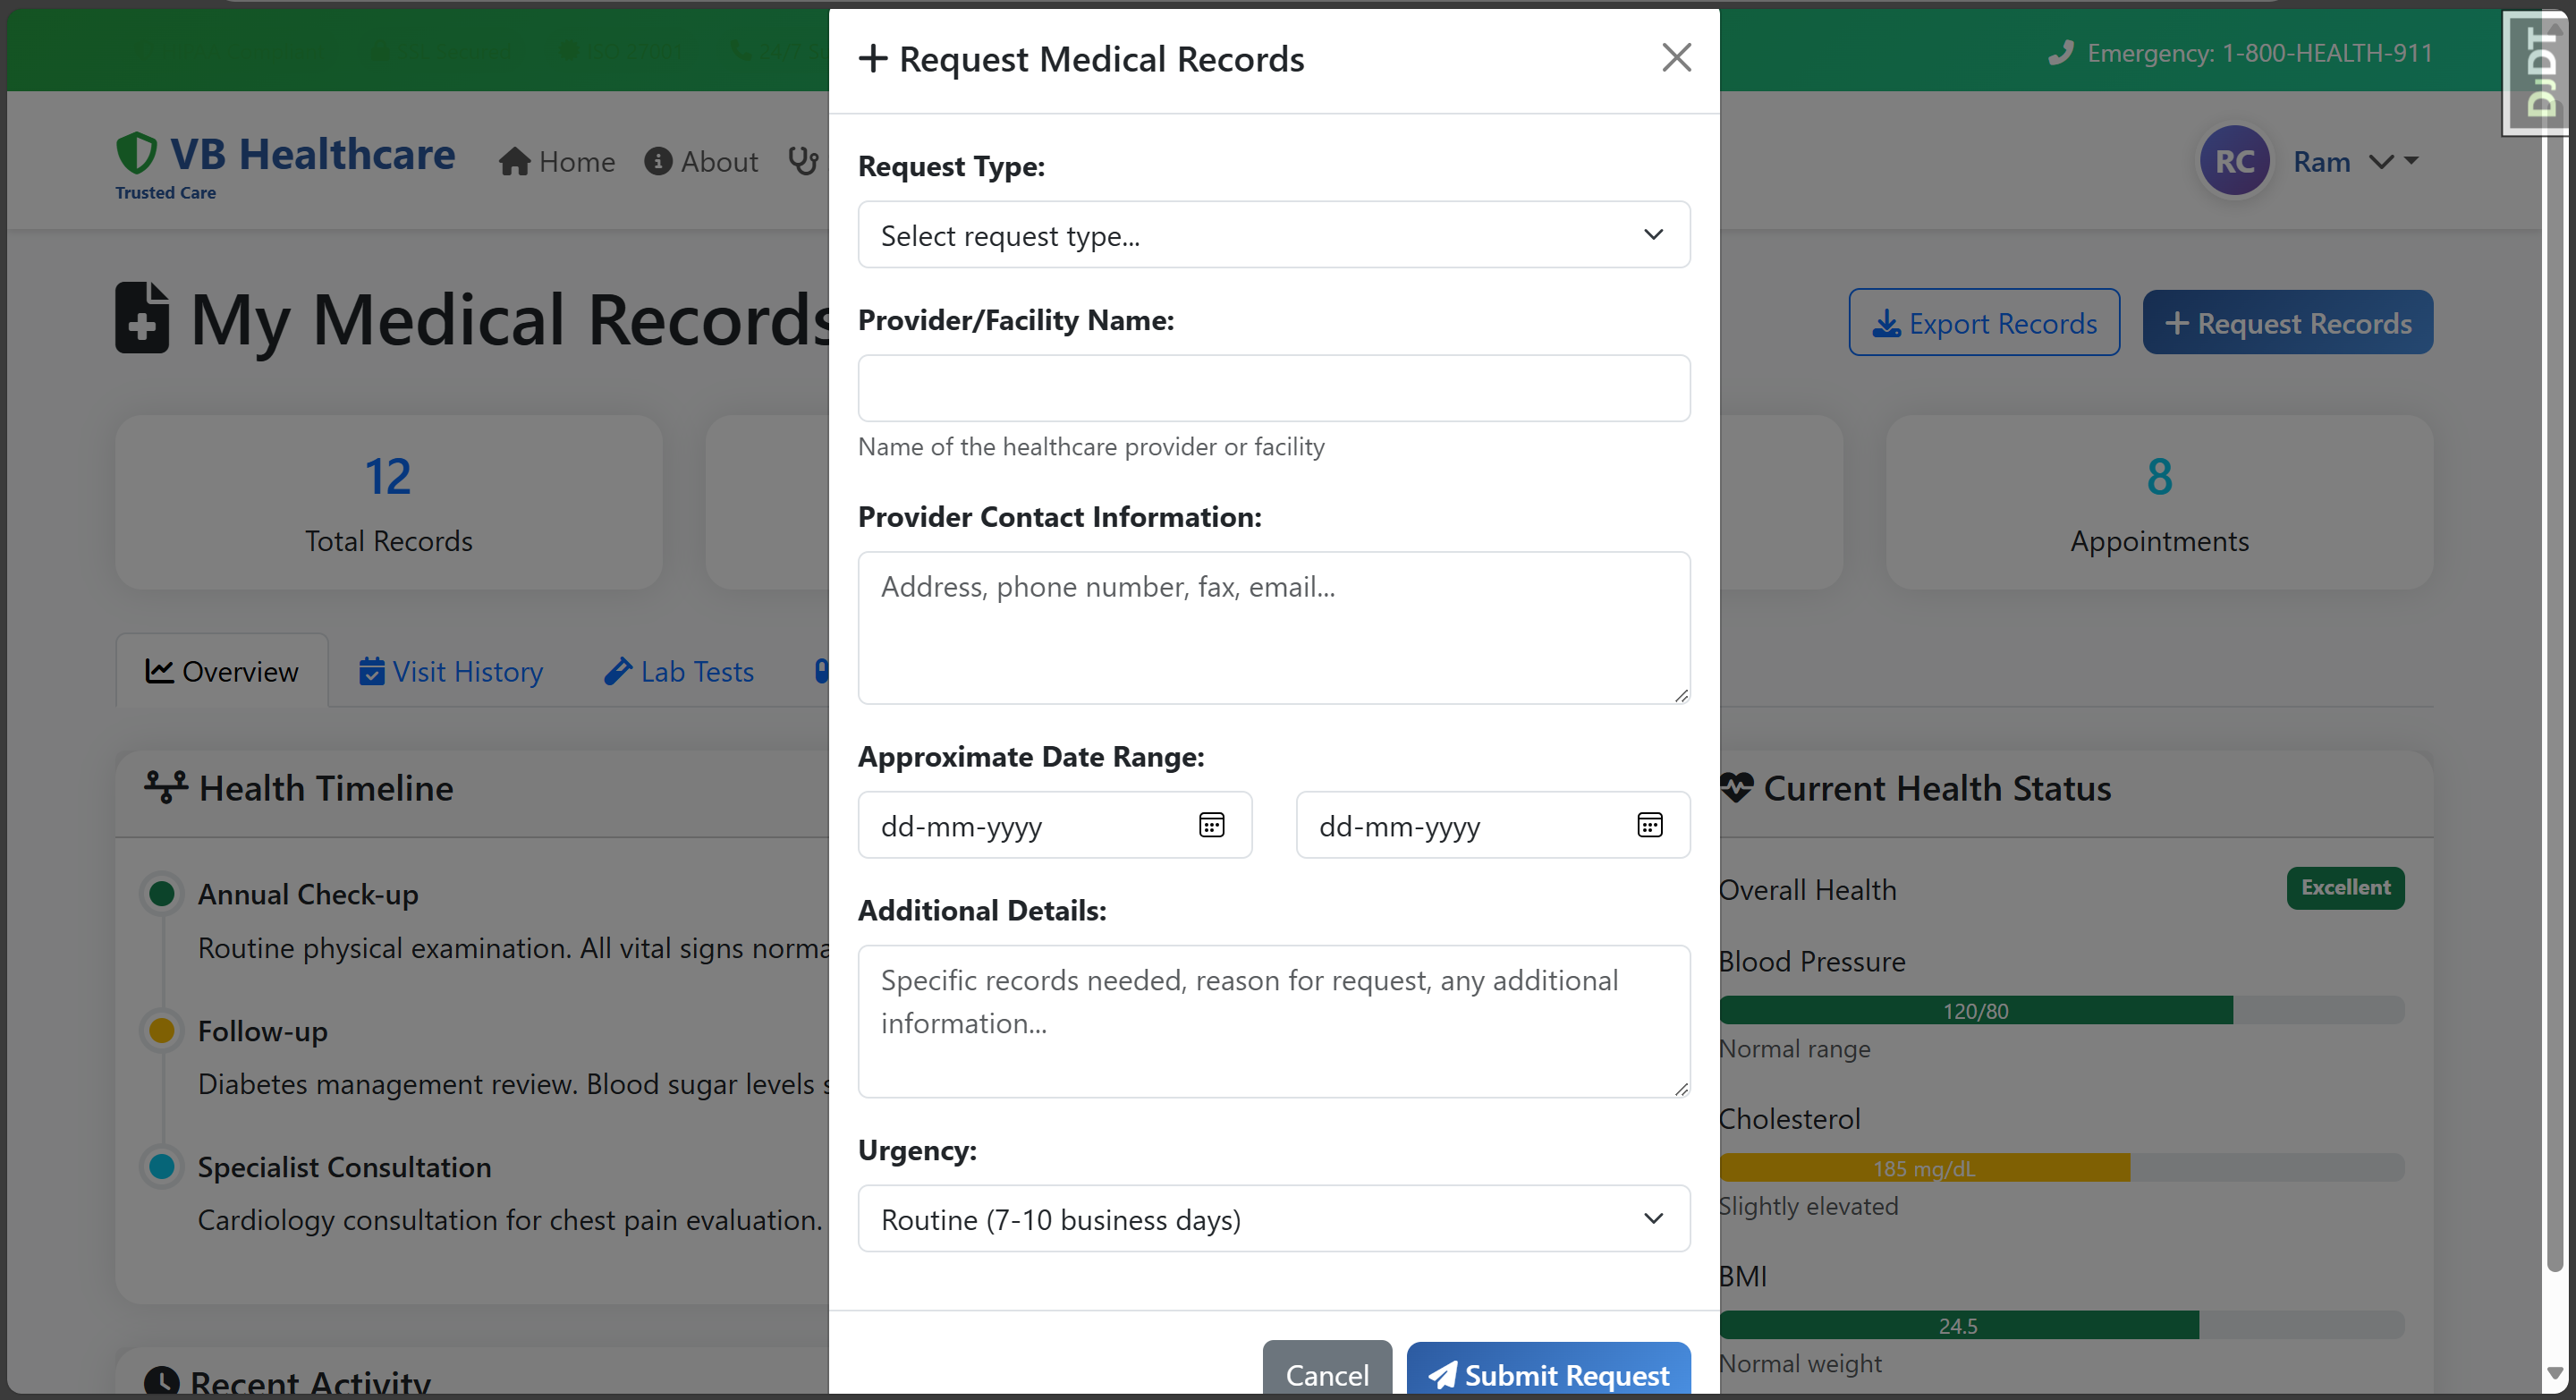 Emergency: 1-800-HEALTH-911
DJDT
VB Healthcare
Trusted Care
Home
About
RC
Ram
My Medical Records
Export Records
Request Records
12
Total Records
8
Appointments
Overview
Visit History
Lab Tests
Health Timeline
Annual Check-up
Routine physical examination. All vital signs
Follow-up
Diabetes management review. Blood sugar levels
Specialist Consultation
Cardiology consultation for chest pain evaluation.
Recent Activity
Request Medical Records
Request Type:
Select request type...
Provider/Facility Name:
Name of the healthcare provider or facility
Provider Contact Information:
Address, phone number, fax, email...
Approximate Date Range:
dd-mm-yyyy
dd-mm-yyyy
Additional Details:
Specific records needed, reason for request, any additional
information...
Urgency:
Routine (7-10 business days)
Cancel
Submit Request
Current Health Status
Overall Health
Excellent
Blood Pressure
120/80
Normal range
Cholesterol
185 mg/dL
Slightly elevated
BMI
24.5
Normal weight